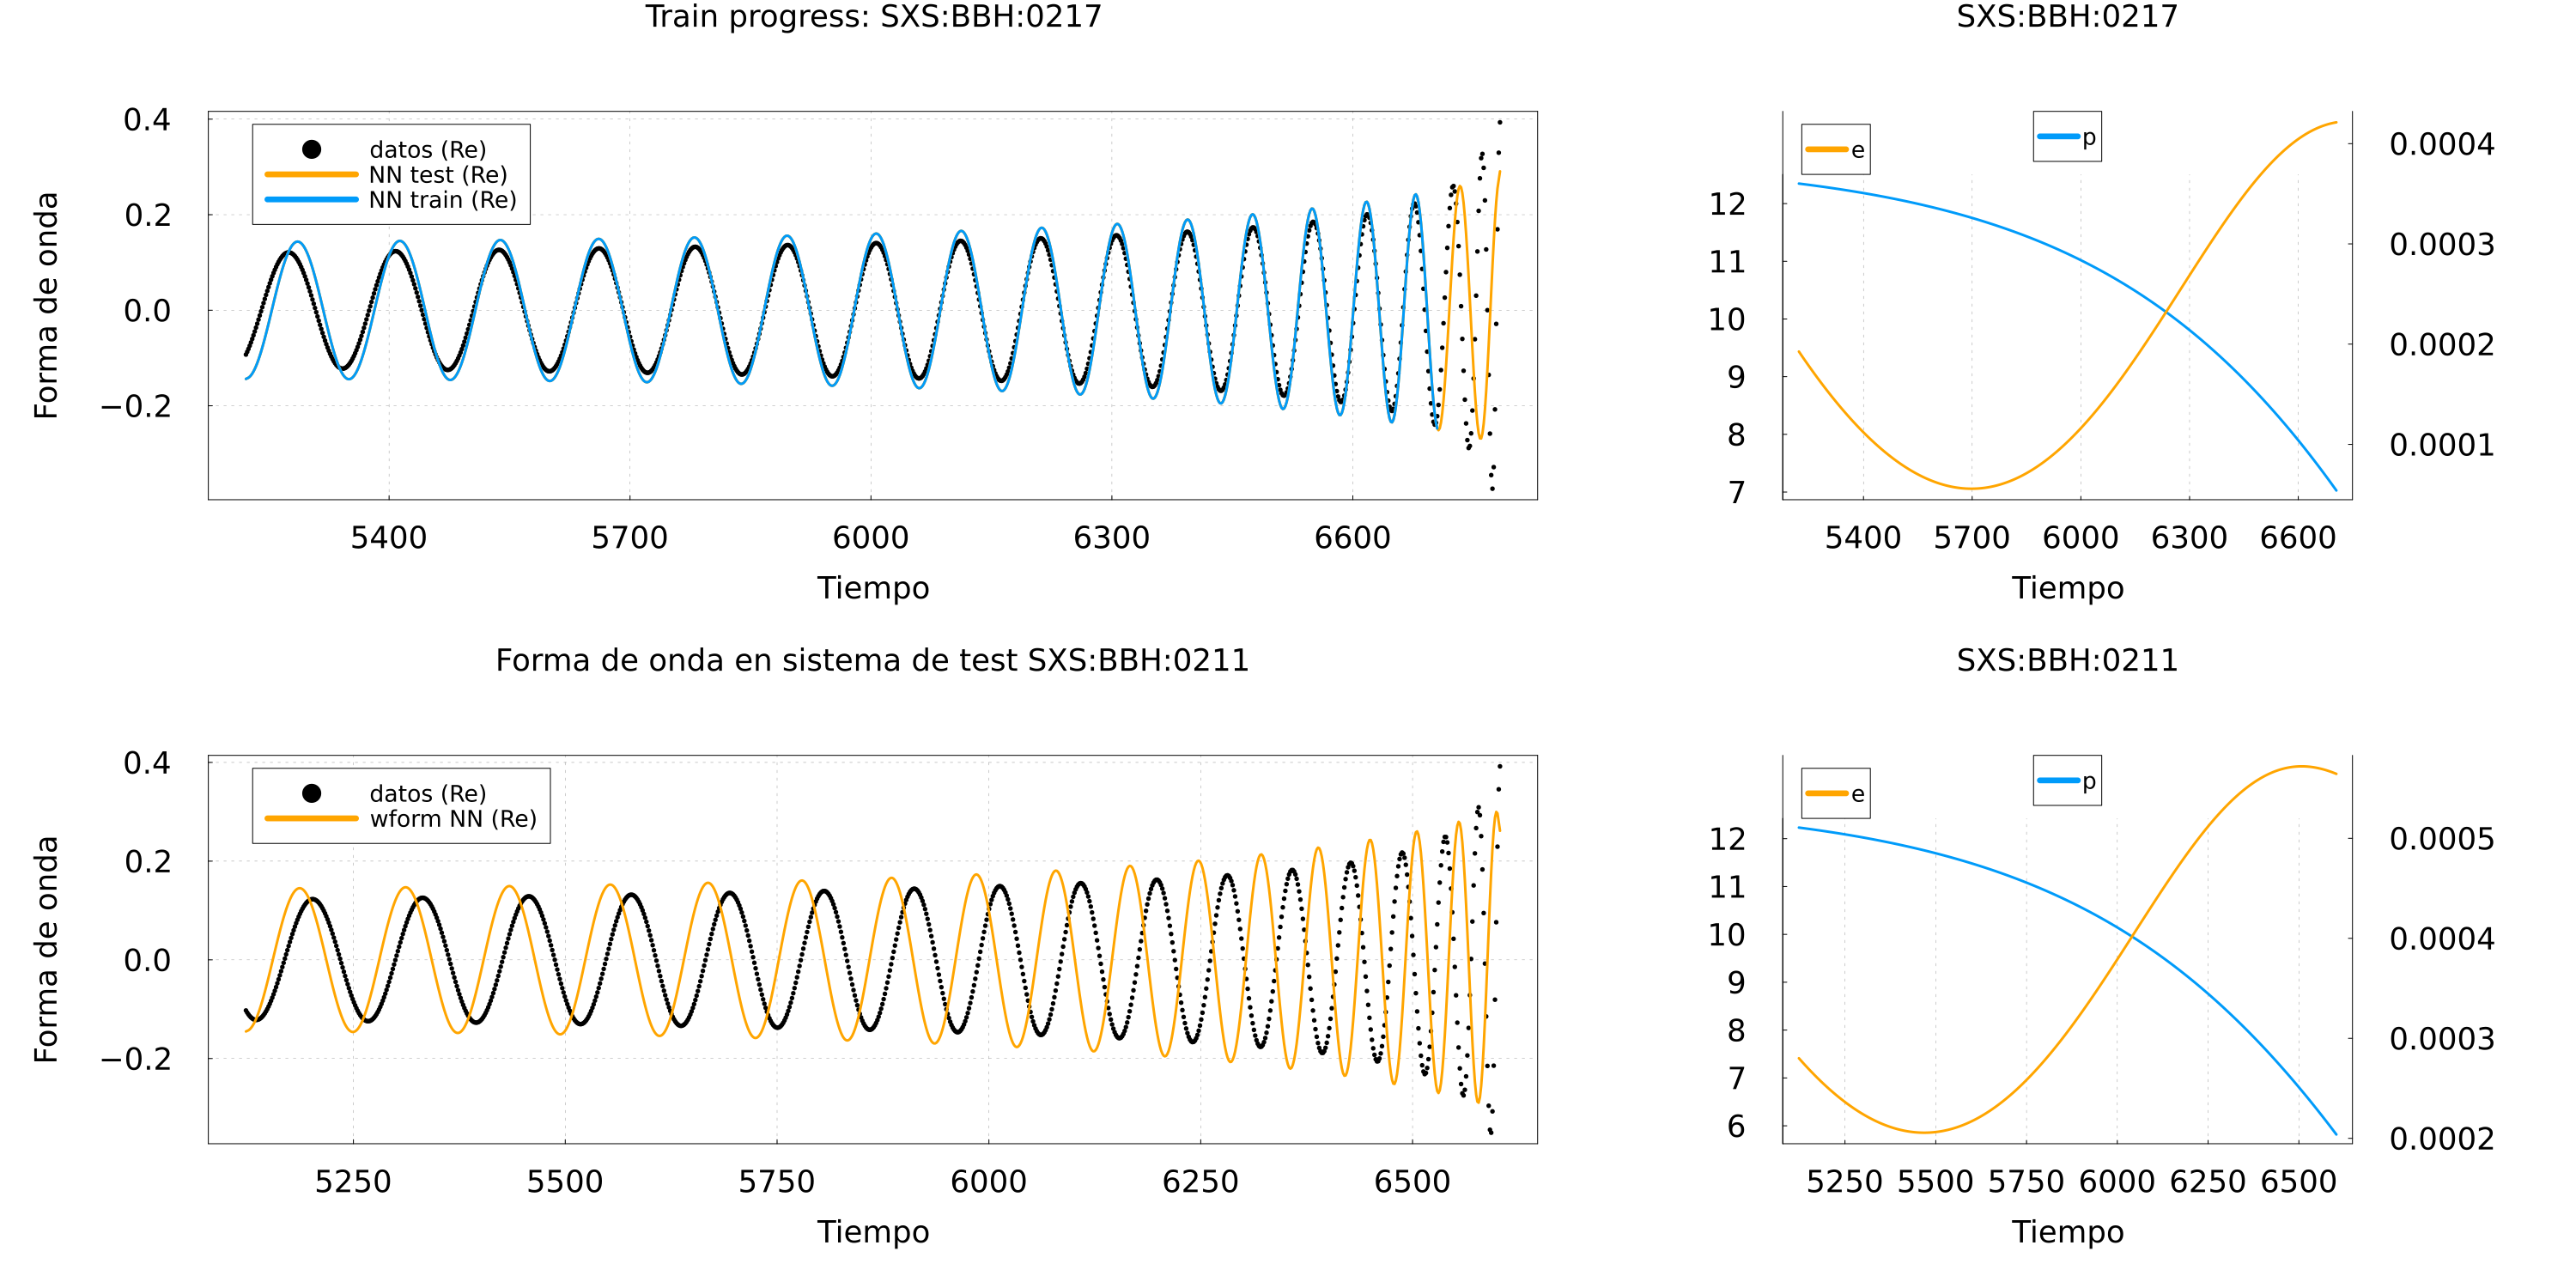 Train progress: SXS:BBH:0217
0.4
0.2
0.0
−0.2
Forma de onda
datos (Re)
NN test (Re)
NN train (Re)
5400 5700 6000 6300 6600
Tiempo
SXS:BBH:0217
e
p
12
11
10
9
8
7
0.0004
0.0003
0.0002
0.0001
5400 5700 6000 6300 6600
Tiempo
Forma de onda en sistema de test SXS:BBH:0211
0.4
0.2
0.0
−0.2
Forma de onda
datos (Re)
wform NN (Re)
5250 5500 5750 6000 6250 6500
Tiempo
SXS:BBH:0211
e
p
12
11
10
9
8
7
6
0.0005
0.0004
0.0003
0.0002
5250 5500 5750 6000 6250 6500
Tiempo